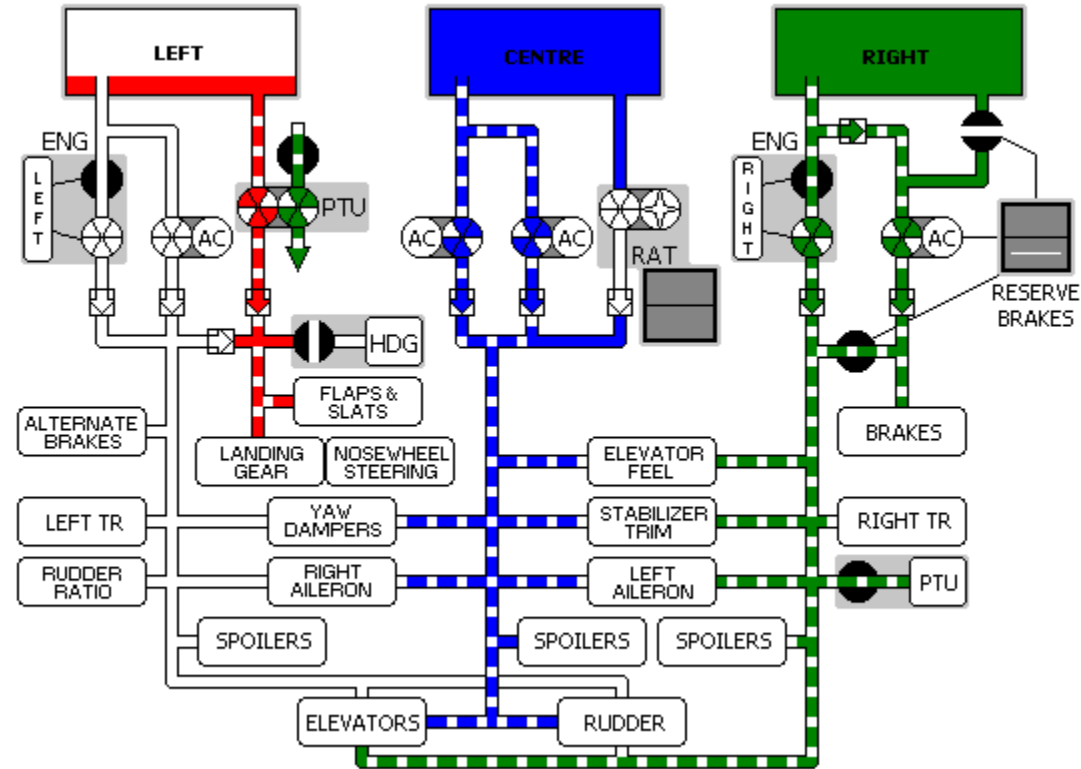 LEFT
CENTRE
RIGHT
ENG
ENG
LEFT
RIGHT
AC
PTU
AC
AC
RAT
AC
RESERVE
BRAKES
HDG
FLAPS &
SLATS
ALTERNATE
BRAKES
LANDING
GEAR
NOSEWHEEL
STEERING
ELEVATOR
FEEL
BRAKES
LEFT TR
YAW
DAMPERS
STABILIZER
TRIM
RIGHT TR
RUDDER
RATIO
RIGHT
AILERON
LEFT
AILERON
PTU
SPOILERS
SPOILERS
SPOILERS
ELEVATORS
RUDDER